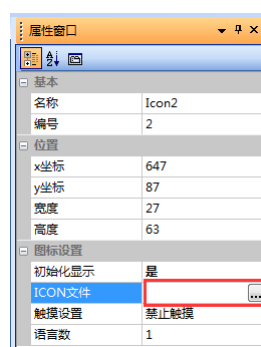 属性窗口
基本
名称 Icon2
编号 2
位置
x坐标 647
y坐标 87
宽度 27
高度 63
图标设置
初始化显示 是
ICON文件 ...
触摸设置 禁止触摸
语言数 1